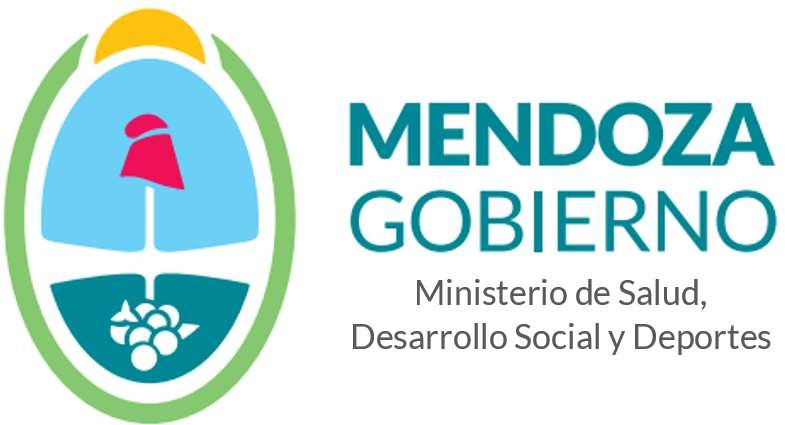 MENDOZA
GOBIERNO
Ministerio de Salud,
Desarrollo Social y Deportes